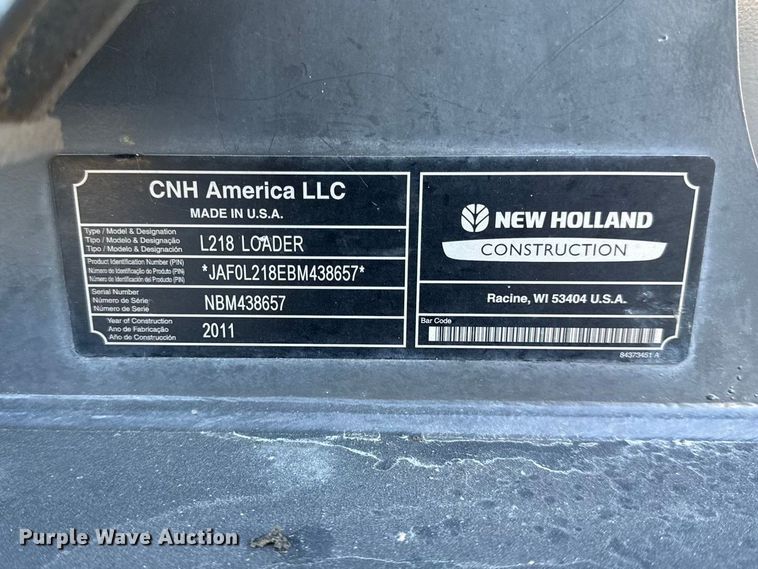 CNH America LLC
MADE IN U.S.A.
Type / Model & Designation
Tipo / Modelo & Designação
Tipo / Modelo & Designación
L218 LOADER
Product Identification Number (PIN)
Número de Identificação do Produto (PIN)
Número de Identificación del Producto (PIN)
*JAF0L218EBM438657*
Serial Number
Número de Série
Número de Serie
NBM438657
Year of Construction
Ano de Fabricação
Año de Construcción
2011
NEW HOLLAND
CONSTRUCTION
Racine, WI 53404 U.S.A.
Bar Code
84373451 A
Purple Wave Auction